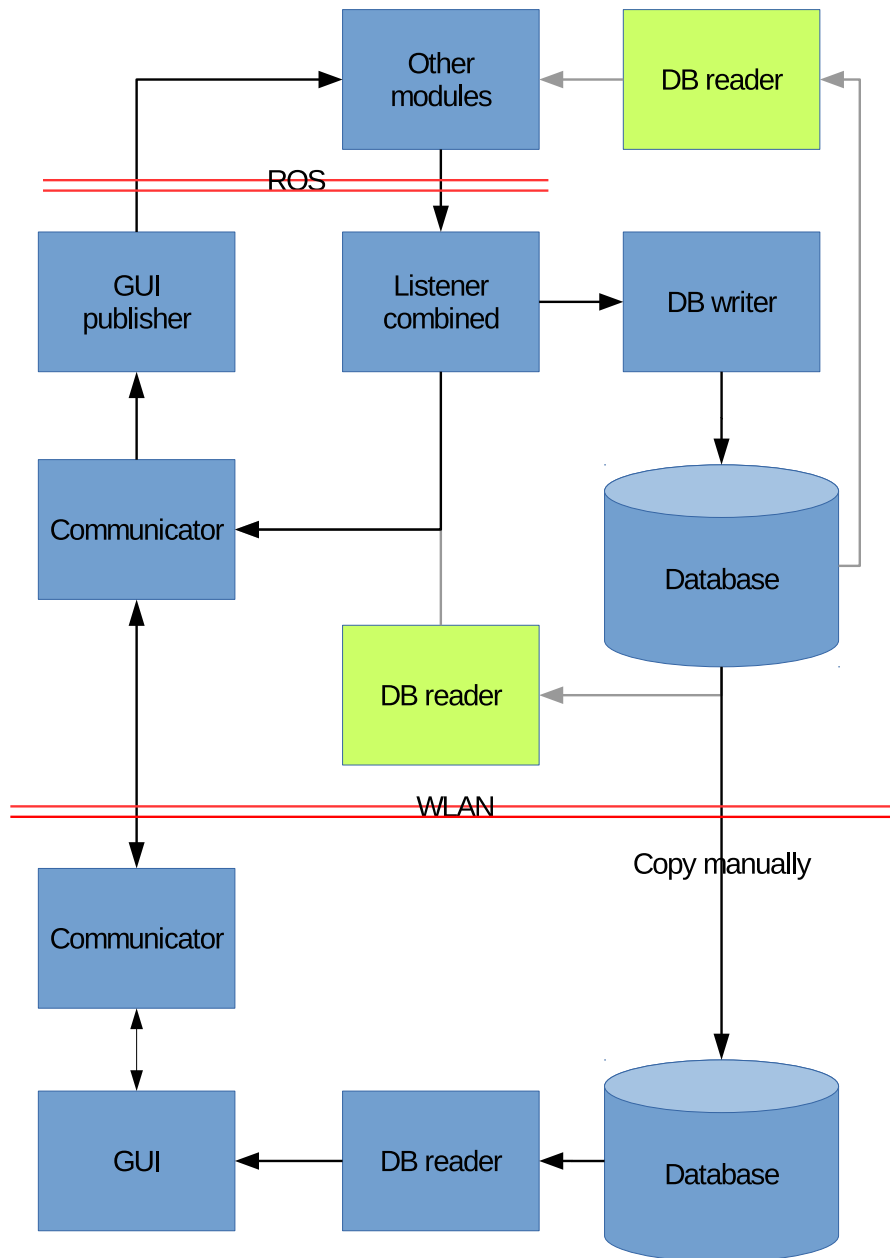 Other
modules
DB reader
ROS
GUI
publisher
Listener
combined
DB writer
Communicator
Database
DB reader
WLAN
Copy manually
Communicator
GUI
DB reader
Database